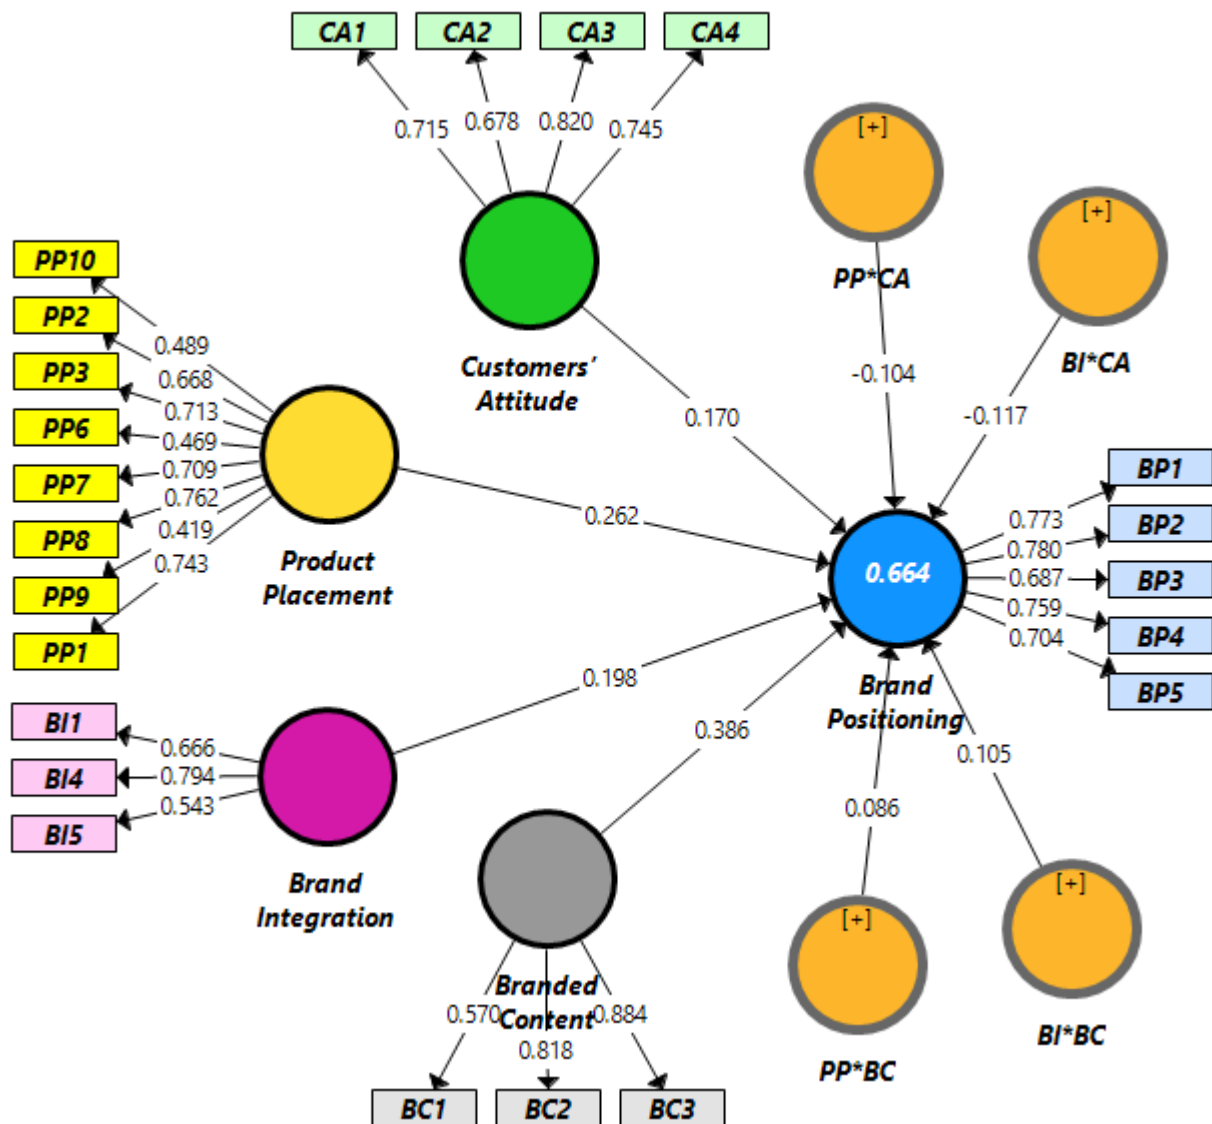 CA1 CA2 CA3 CA4
0.715 0.678 0.820 0.745
[+]
PP*CA
[+]
BI*CA
Customers’
Attitude
-0.104
-0.117
0.170
PP10
PP2
PP3
PP6
PP7
PP8
PP9
PP1
0.489
0.668
0.713
0.469
0.709
0.762
0.419
0.743
Product
Placement
0.262
0.664
Brand
Positioning
BP1
BP2
BP3
BP4
BP5
0.773
0.780
0.687
0.759
0.704
BI1
BI4
BI5
0.666
0.794
0.543
Brand
Integration
0.198
0.386
0.086
0.105
Branded
Content
0.570 0.818 0.884
BC1 BC2 BC3
[+]
PP*BC
[+]
BI*BC